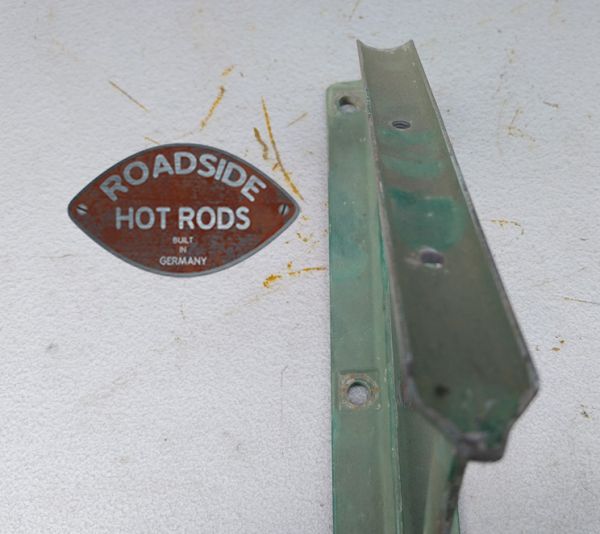 ROADSIDE
HOT RODS
BUILT
IN
GERMANY